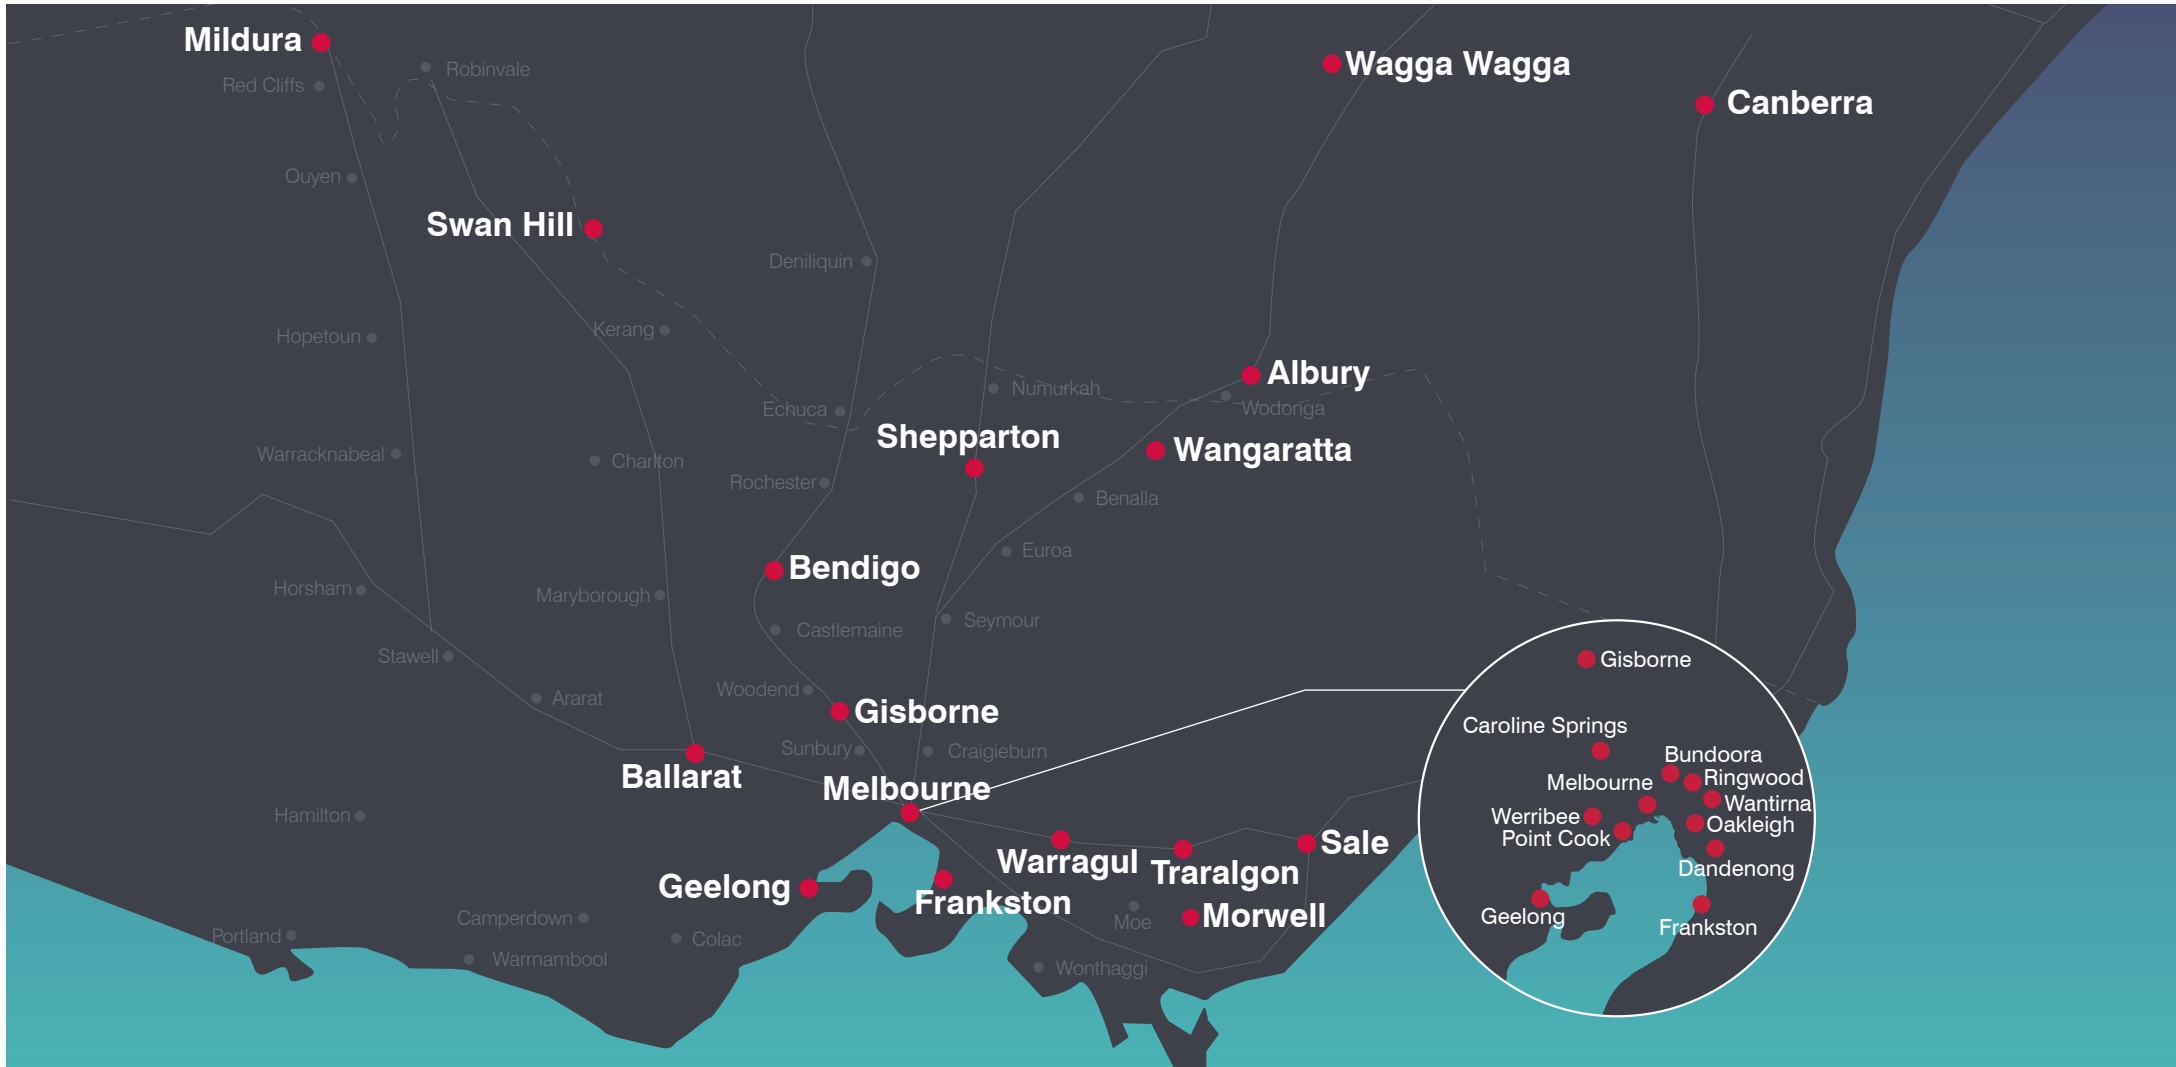 Mildura
Wagga Wagga
Robinvale
Red Cliffs
Canberra
Ouyen
Swan Hill
Deniliquin
Kerang
Hopetoun
Albury
Numurkah
Wodonga
Echuca
Shepparton
Wangaratta
Warracknabeal
Charlton
Rochester
Benalla
Euroa
Bendigo
Horsham
Maryborough
Castlemaine
Seymour
Stawell
Woodend
Ararat
Gisborne
Sunbury
Craigieburn
Ballarat
Melbourne
Hamilton
Sale
Warragul
Traralgon
Geelong
Frankston
Morwell
Camperdown
Moe
Portland
Colac
Warrnambool
Wonthaggi
Gisborne
Caroline Springs
Bundoora
Ringwood
Melbourne
Wantirna
Werribee
Oakleigh
Point Cook
Dandenong
Geelong
Frankston